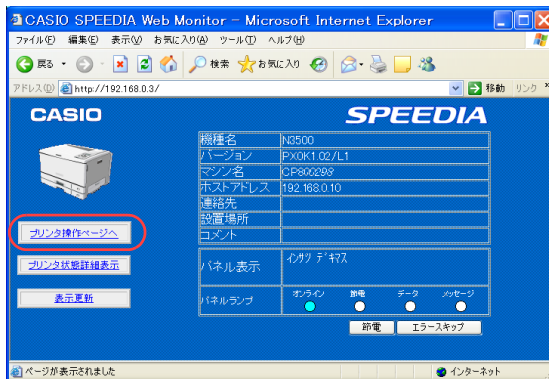 CASIO SPEEDIA Web Monitor - Microsoft Internet Explorer
ファイル(F) 編集(E) 表示(V) お気に入り(A) ツール(T) ヘルプ(H)
戻る 検索 お気に入り
アドレス(D) http://192.168.0.3/ 移動 リンク »
CASIO SPEEDIA
機種名 N3500
バージョン PX0K1.02/L1
マシン名 CP800298
ホストアドレス 192.168.0.10
連絡先
設置場所
コメント
プリンタ操作ページへ
プリンタ状態詳細表示
表示更新
パネル表示 インサツ デキマス
パネルランプ オンライン 節電 データ メッセージ
節電 エラースキップ
ページが表示されました インターネット